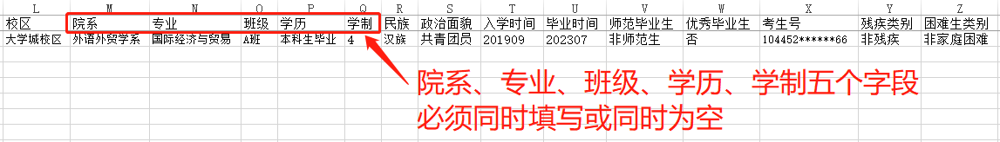 L M N O P Q R S T U V W X Y Z
校区 院系 专业 班级 学历 学制 民族 政治面貌 入学时间 毕业时间 师范毕业生 优秀毕业生 考生号 残疾类别 困难生类别
大学城校区 外语外贸学系 国际经济与贸易 A班 本科生毕业 4 汉族 共青团员 201909 202307 非师范生 否 104452******66 非残疾 非家庭困难
院系、专业、班级、学历、学制五个字段
必须同时填写或同时为空